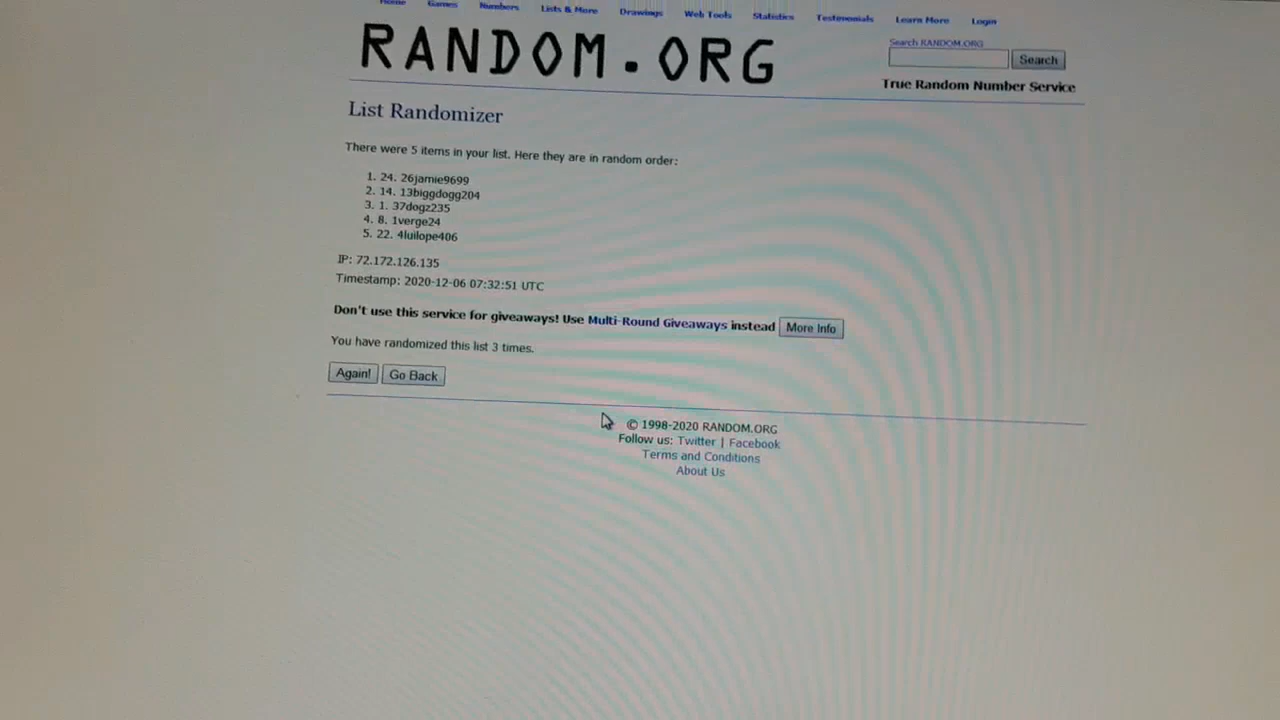 Home Games Numbers Lists & More Drawings Web Tools Statistics Testimonials Learn More Login
RANDOM.ORG
Search RANDOM.ORG
Search
True Random Number Service
List Randomizer
There were 5 items in your list. Here they are in random order:
1. 24. 26jamie9699
2. 14. 13biggdogg204
3. 1. 37dogz235
4. 8. 1verge24
5. 22. 4luilope406
IP: 72.172.126.135
Timestamp: 2020-12-06 07:32:51 UTC
Don't use this service for giveaways! Use Multi-Round Giveaways instead More Info
You have randomized this list 3 times.
Again! Go Back
© 1998-2020 RANDOM.ORG
Follow us: Twitter | Facebook
Terms and Conditions
About Us